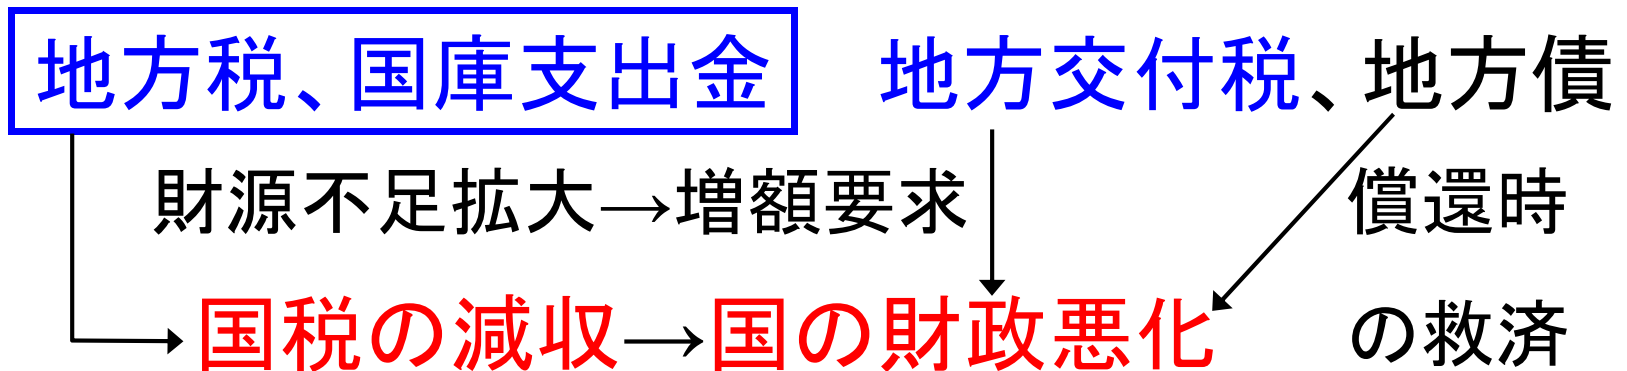 地方税、国庫支出金 地方交付税、地方債
財源不足拡大→増額要求 償還時
国税の減収→国の財政悪化 の救済